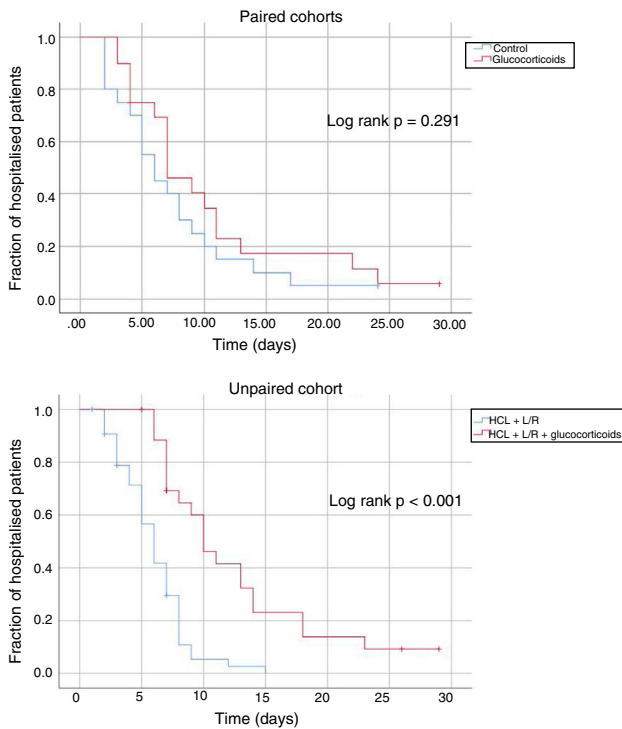 Paired cohorts
Fraction of hospitalised patients
1.0
0.8
0.6
0.4
0.2
0.0
.00
5.00
10.00
15.00
20.00
25.00
30.00
Time (days)
Control
Glucocorticoids
Log rank p = 0.291
Unpaired cohort
Fraction of hospitalised patients
1.0
0.8
0.6
0.4
0.2
0.0
0
5
10
15
20
25
30
Time (days)
HCL + L/R
HCL + L/R + glucocorticoids
Log rank p < 0.001